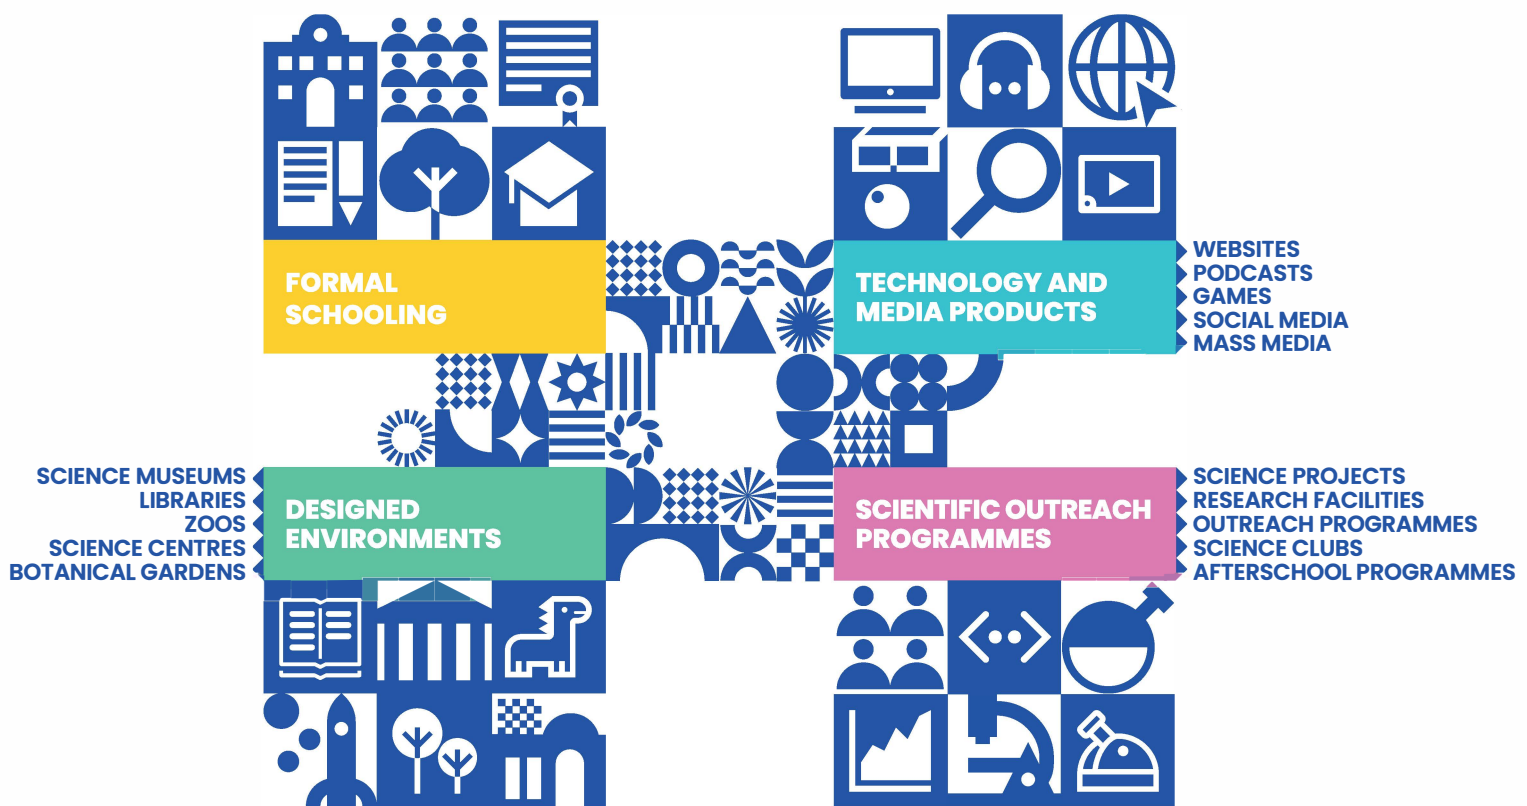 FORMAL
SCHOOLING
TECHNOLOGY AND
MEDIA PRODUCTS
WEBSITES
PODCASTS
GAMES
SOCIAL MEDIA
MASS MEDIA
SCIENCE MUSEUMS
LIBRARIES
ZOOS
SCIENCE CENTRES
BOTANICAL GARDENS
DESIGNED
ENVIRONMENTS
SCIENTIFIC OUTREACH
PROGRAMMES
SCIENCE PROJECTS
RESEARCH FACILITIES
OUTREACH PROGRAMMES
SCIENCE CLUBS
AFTERSCHOOL PROGRAMMES